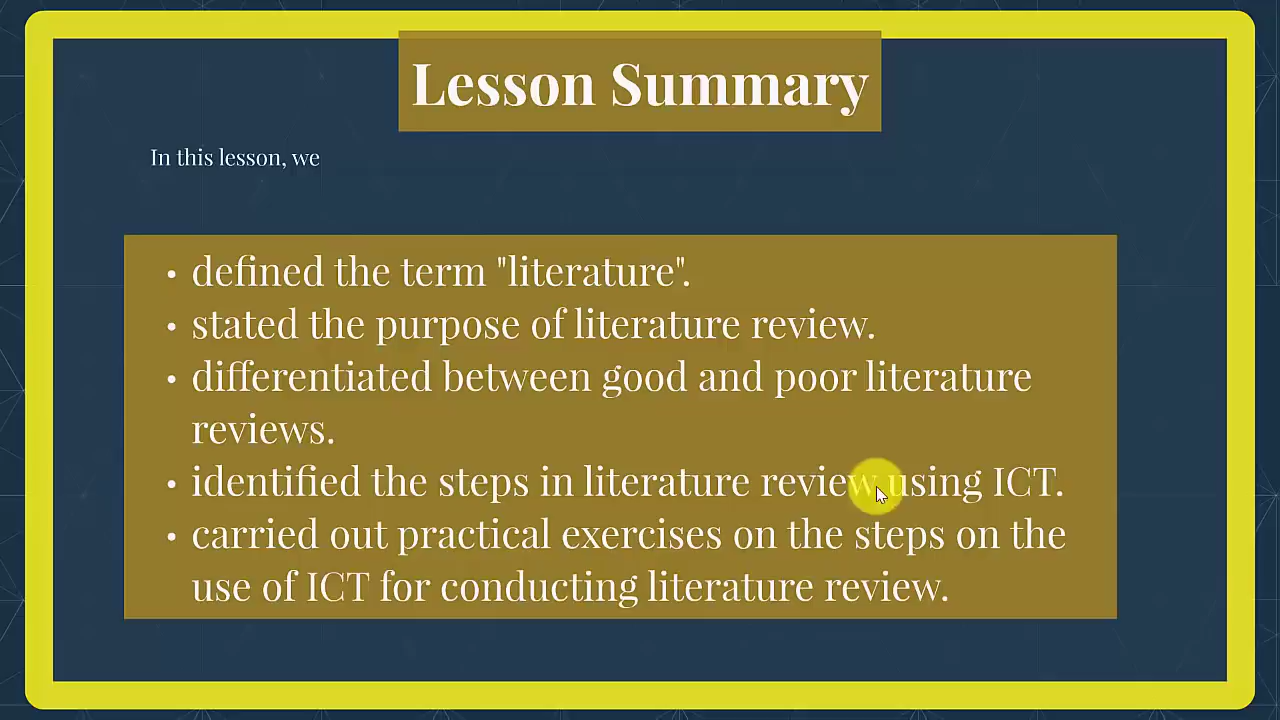 Lesson Summary
In this lesson, we
• defined the term "literature".
• stated the purpose of literature review.
• differentiated between good and poor literature
reviews.
• identified the steps in literature review using ICT.
• carried out practical exercises on the steps on the
use of ICT for conducting literature review.